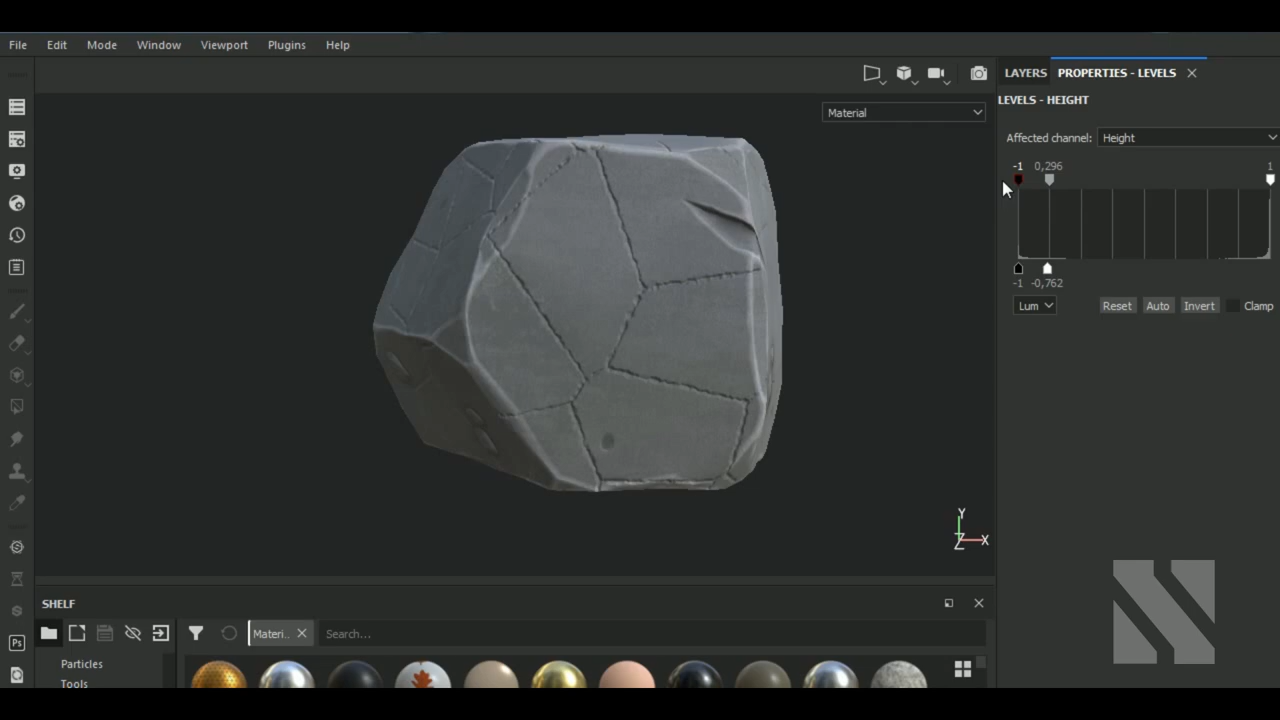 File Edit Mode Window Viewport Plugins Help
LAYERS PROPERTIES - LEVELS
LEVELS - HEIGHT
Material
Affected channel: Height
-1 0,296 1
-1 -0,762
Lum Reset Auto Invert Clamp
Y
Z X
SHELF
Materi.. Search...
Ps
Particles
Tools